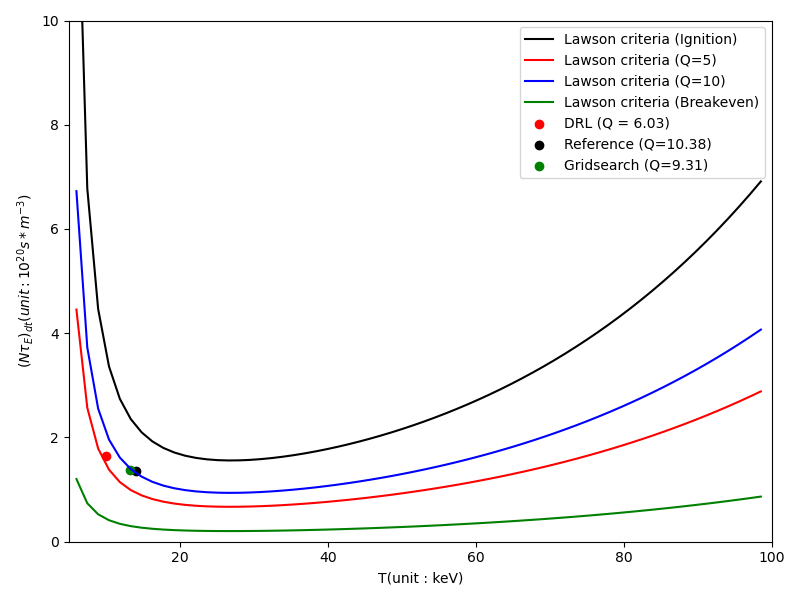 10
8
6
4
2
0
20
40
60
80
100
(Nτ_E)_{dt}(unit : 10^{20}s * m^{-3})
T(unit : keV)
Lawson criteria (Ignition)
Lawson criteria (Q=5)
Lawson criteria (Q=10)
Lawson criteria (Breakeven)
DRL (Q = 6.03)
Reference (Q=10.38)
Gridsearch (Q=9.31)